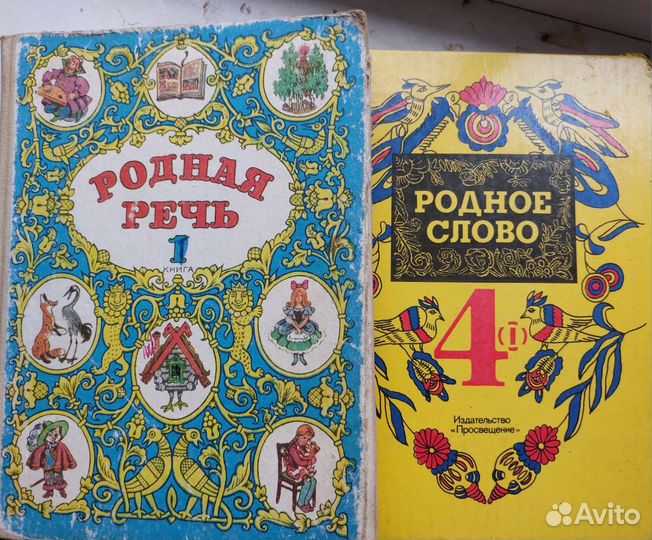 РОДНАЯ
РЕЧЬ
1
КНИГА
РОДНОЕ
СЛОВО
4(I)
Издательство
«Просвещение»
Avito